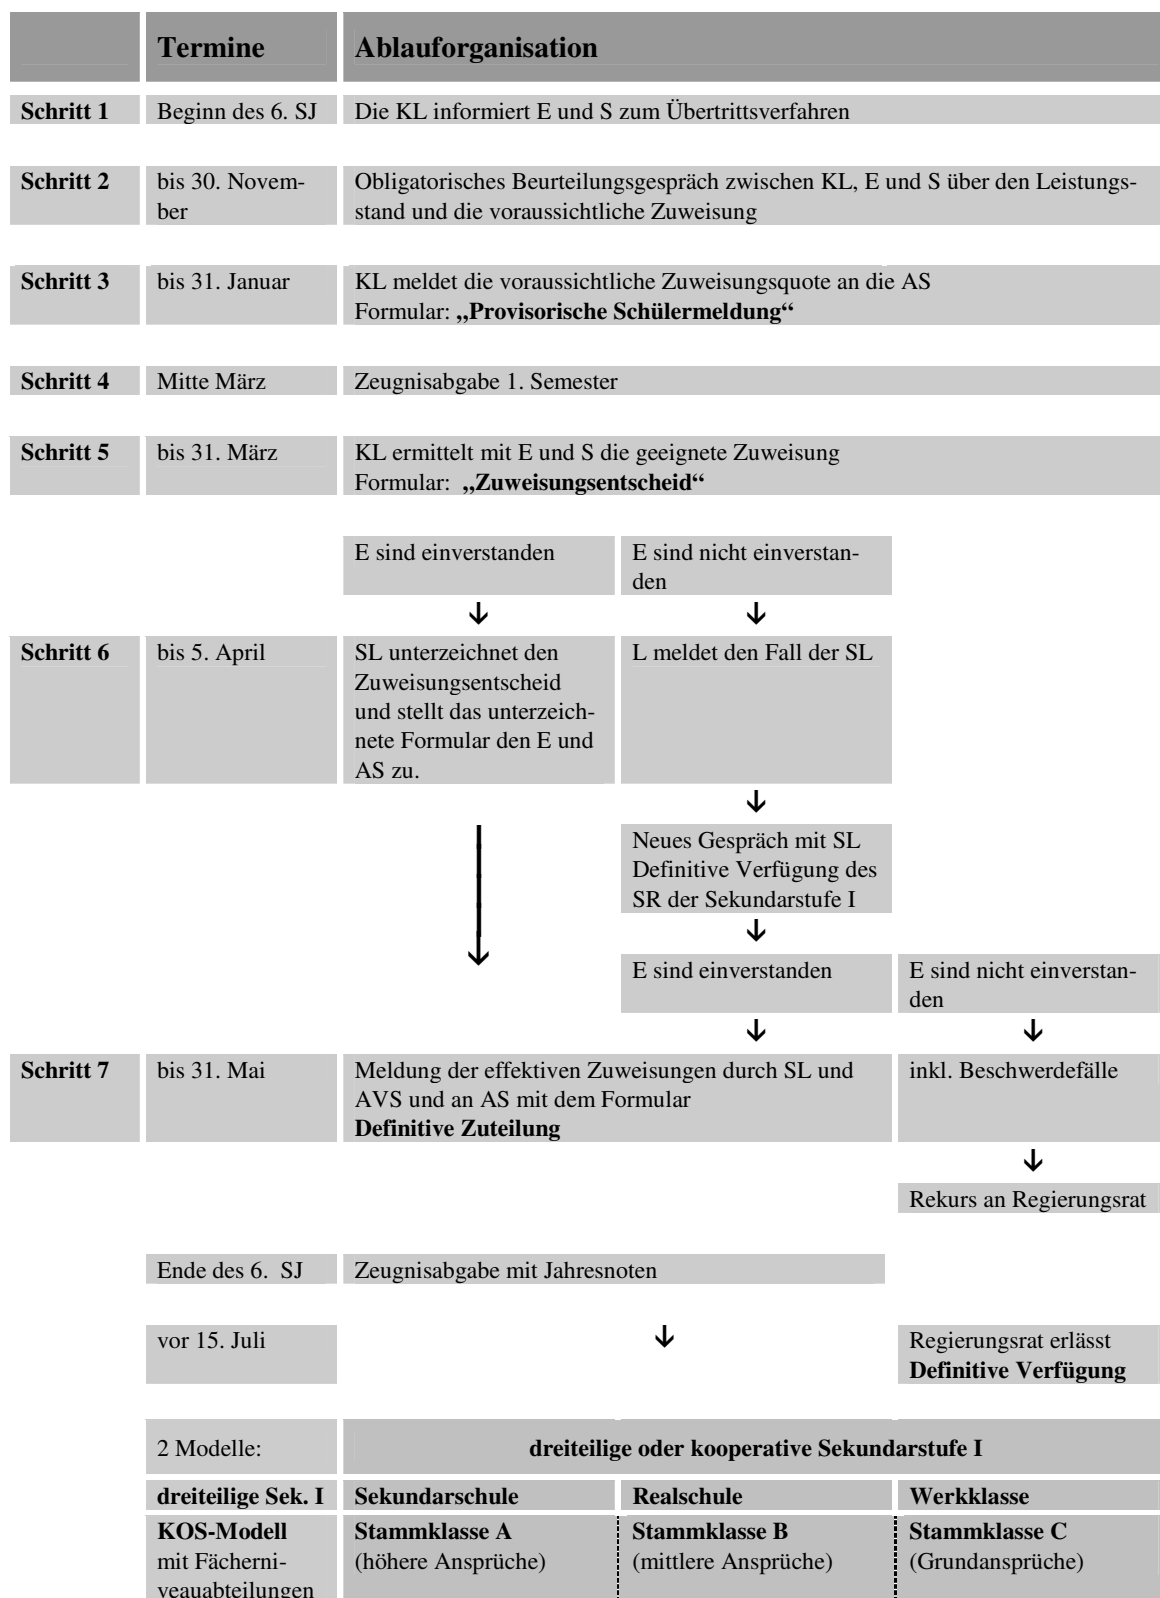 Termine Ablauforganisation
Schritt 1 Beginn des 6. SJ Die KL informiert E und S zum Übertrittsverfahren
Schritt 2 bis 30. Novem- Obligatorisches Beurteilungsgespräch zwischen KL, E und S über den Leistungs-
ber stand und die voraussichtliche Zuweisung
Schritt 3 bis 31. Januar KL meldet die voraussichtliche Zuweisungsquote an die AS
Formular: „Provisorische Schülermeldung“
Schritt 4 Mitte März Zeugnisabgabe 1. Semester
Schritt 5 bis 31. März KL ermittelt mit E und S die geeignete Zuweisung
Formular: „Zuweisungsentscheid“
E sind einverstanden E sind nicht einverstan-
den
Schritt 6 bis 5. April SL unterzeichnet den L meldet den Fall der SL
Zuweisungsentscheid
und stellt das unterzeich-
nete Formular den E und
AS zu.
Neues Gespräch mit SL
Definitive Verfügung des
SR der Sekundarstufe I
E sind einverstanden E sind nicht einverstan-
den
Schritt 7 bis 31. Mai Meldung der effektiven Zuweisungen durch SL und inkl. Beschwerdefälle
AVS und an AS mit dem Formular
Definitive Zuteilung
Rekurs an Regierungsrat
Ende des 6. SJ Zeugnisabgabe mit Jahresnoten
vor 15. Juli Regierungsrat erlässt
Definitive Verfügung
2 Modelle: dreiteilige oder kooperative Sekundarstufe I
dreiteilige Sek. I Sekundarschule Realschule Werkklasse
KOS-Modell Stammklasse A Stammklasse B Stammklasse C
mit Fächerni- (höhere Ansprüche) (mittlere Ansprüche) (Grundansprüche)
veauabteilungen